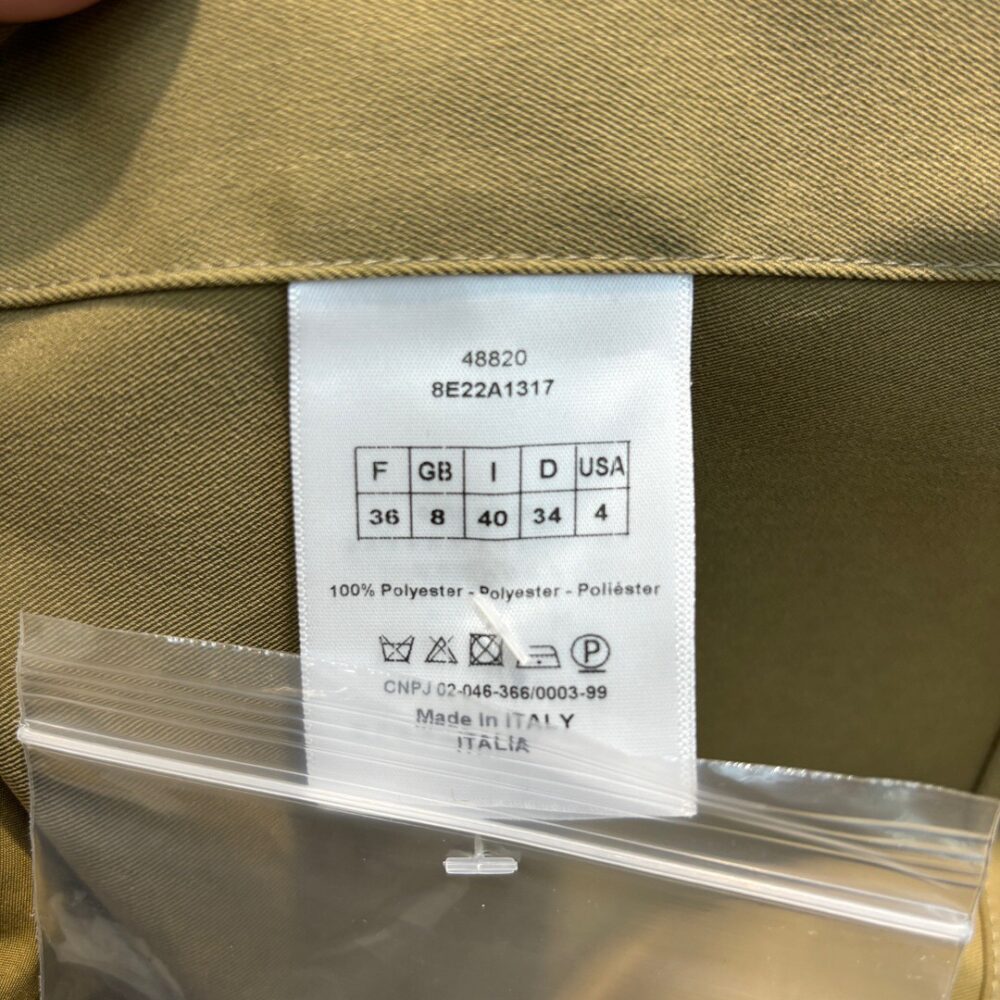 48820
8E22A1317
F GB I D USA
36 8 40 34 4
100% Polyester - Polyester - Poliéster
P
CNPJ 02-046-366/0003-99
Made in ITALY
ITALIA